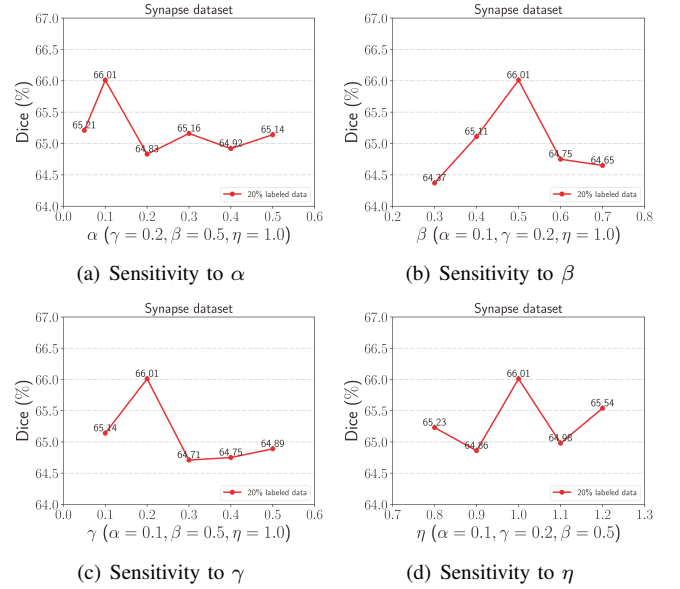 Synapse dataset
67.0
66.5
66.0
65.5
65.0
64.5
64.0
Dice (%)
65.21
66.01
64.83
65.16
64.92
65.14
20% labeled data
0.0 0.1 0.2 0.3 0.4 0.5 0.6
α (γ = 0.2, β = 0.5, η = 1.0)
(a) Sensitivity to α
Synapse dataset
67.0
66.5
66.0
65.5
65.0
64.5
64.0
Dice (%)
64.37
65.11
66.01
64.75
64.65
20% labeled data
0.2 0.3 0.4 0.5 0.6 0.7 0.8
β (α = 0.1, γ = 0.2, η = 1.0)
(b) Sensitivity to β
Synapse dataset
67.0
66.5
66.0
65.5
65.0
64.5
64.0
Dice (%)
65.14
66.01
64.71
64.75
64.89
20% labeled data
0.0 0.1 0.2 0.3 0.4 0.5 0.6
γ (α = 0.1, β = 0.5, η = 1.0)
(c) Sensitivity to γ
Synapse dataset
67.0
66.5
66.0
65.5
65.0
64.5
64.0
Dice (%)
65.23
64.86
66.01
64.98
65.54
20% labeled data
0.7 0.8 0.9 1.0 1.1 1.2 1.3
η (α = 0.1, γ = 0.2, β = 0.5)
(d) Sensitivity to η